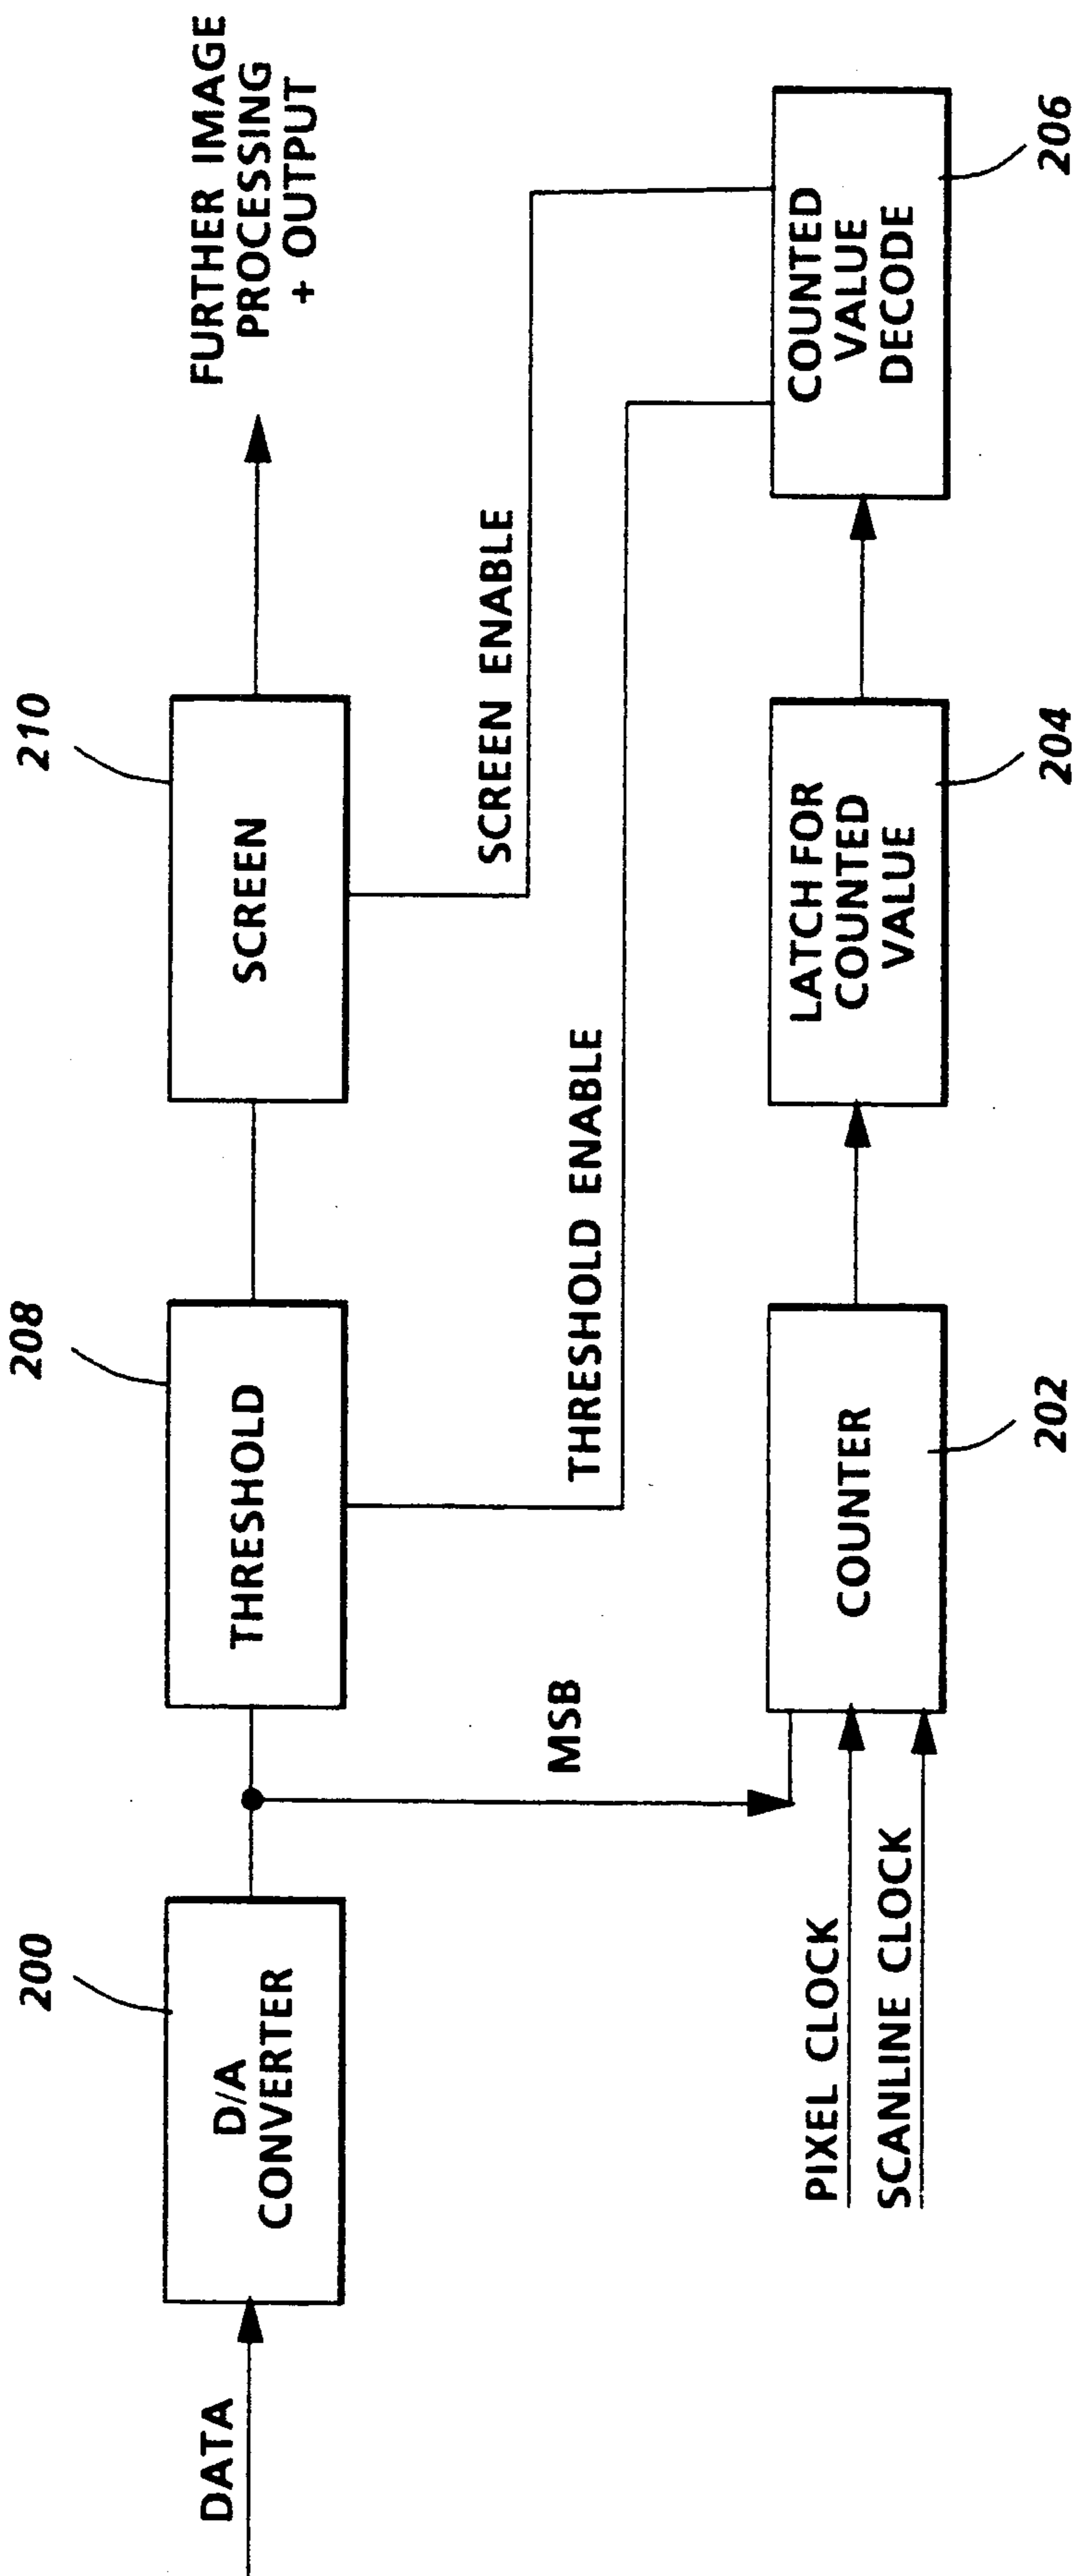 DATA
200
D/A
CONVERTER
208
THRESHOLD
210
SCREEN
FURTHER IMAGE
PROCESSING
+ OUTPUT
MSB
THRESHOLD ENABLE
SCREEN ENABLE
PIXEL CLOCK
SCANLINE CLOCK
COUNTER
202
LATCH FOR
COUNTED
VALUE
204
COUNTED
VALUE
DECODE
206